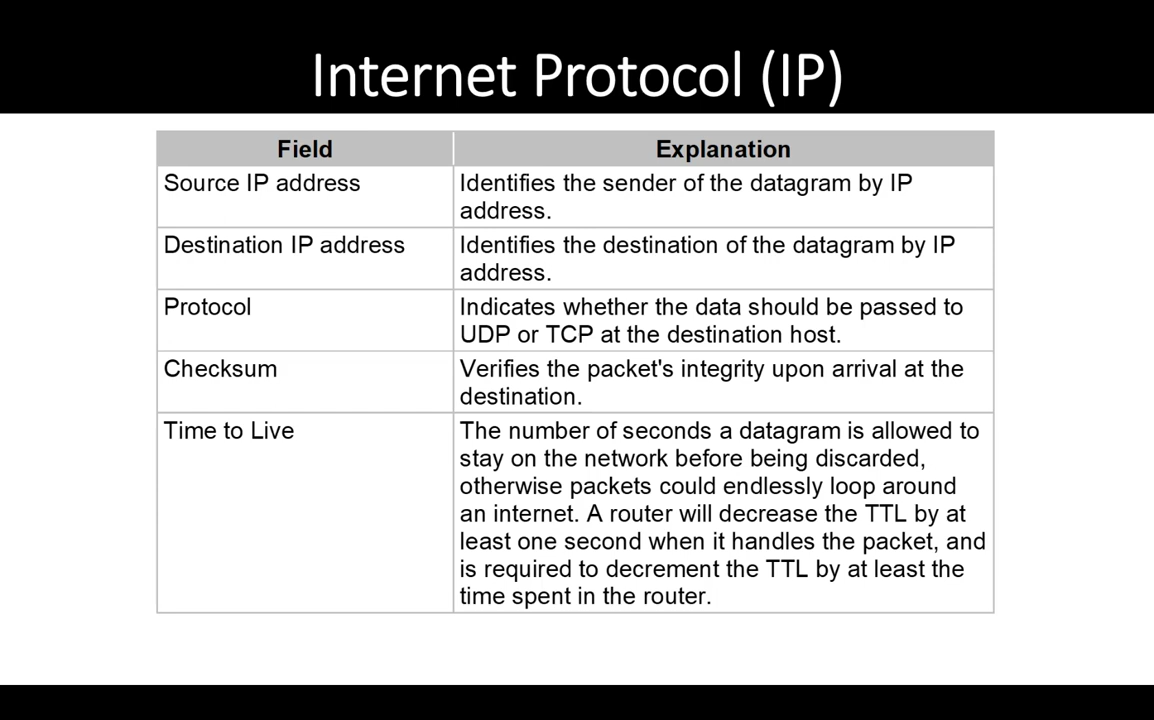 Internet Protocol (IP)
Field
Explanation
Source IP address
Identifies the sender of the datagram by IP
address.
Destination IP address
Identifies the destination of the datagram by IP
address.
Protocol
Indicates whether the data should be passed to
UDP or TCP at the destination host.
Checksum
Verifies the packet's integrity upon arrival at the
destination.
Time to Live
The number of seconds a datagram is allowed to
stay on the network before being discarded,
otherwise packets could endlessly loop around
an internet. A router will decrease the TTL by at
least one second when it handles the packet, and
is required to decrement the TTL by at least the
time spent in the router.